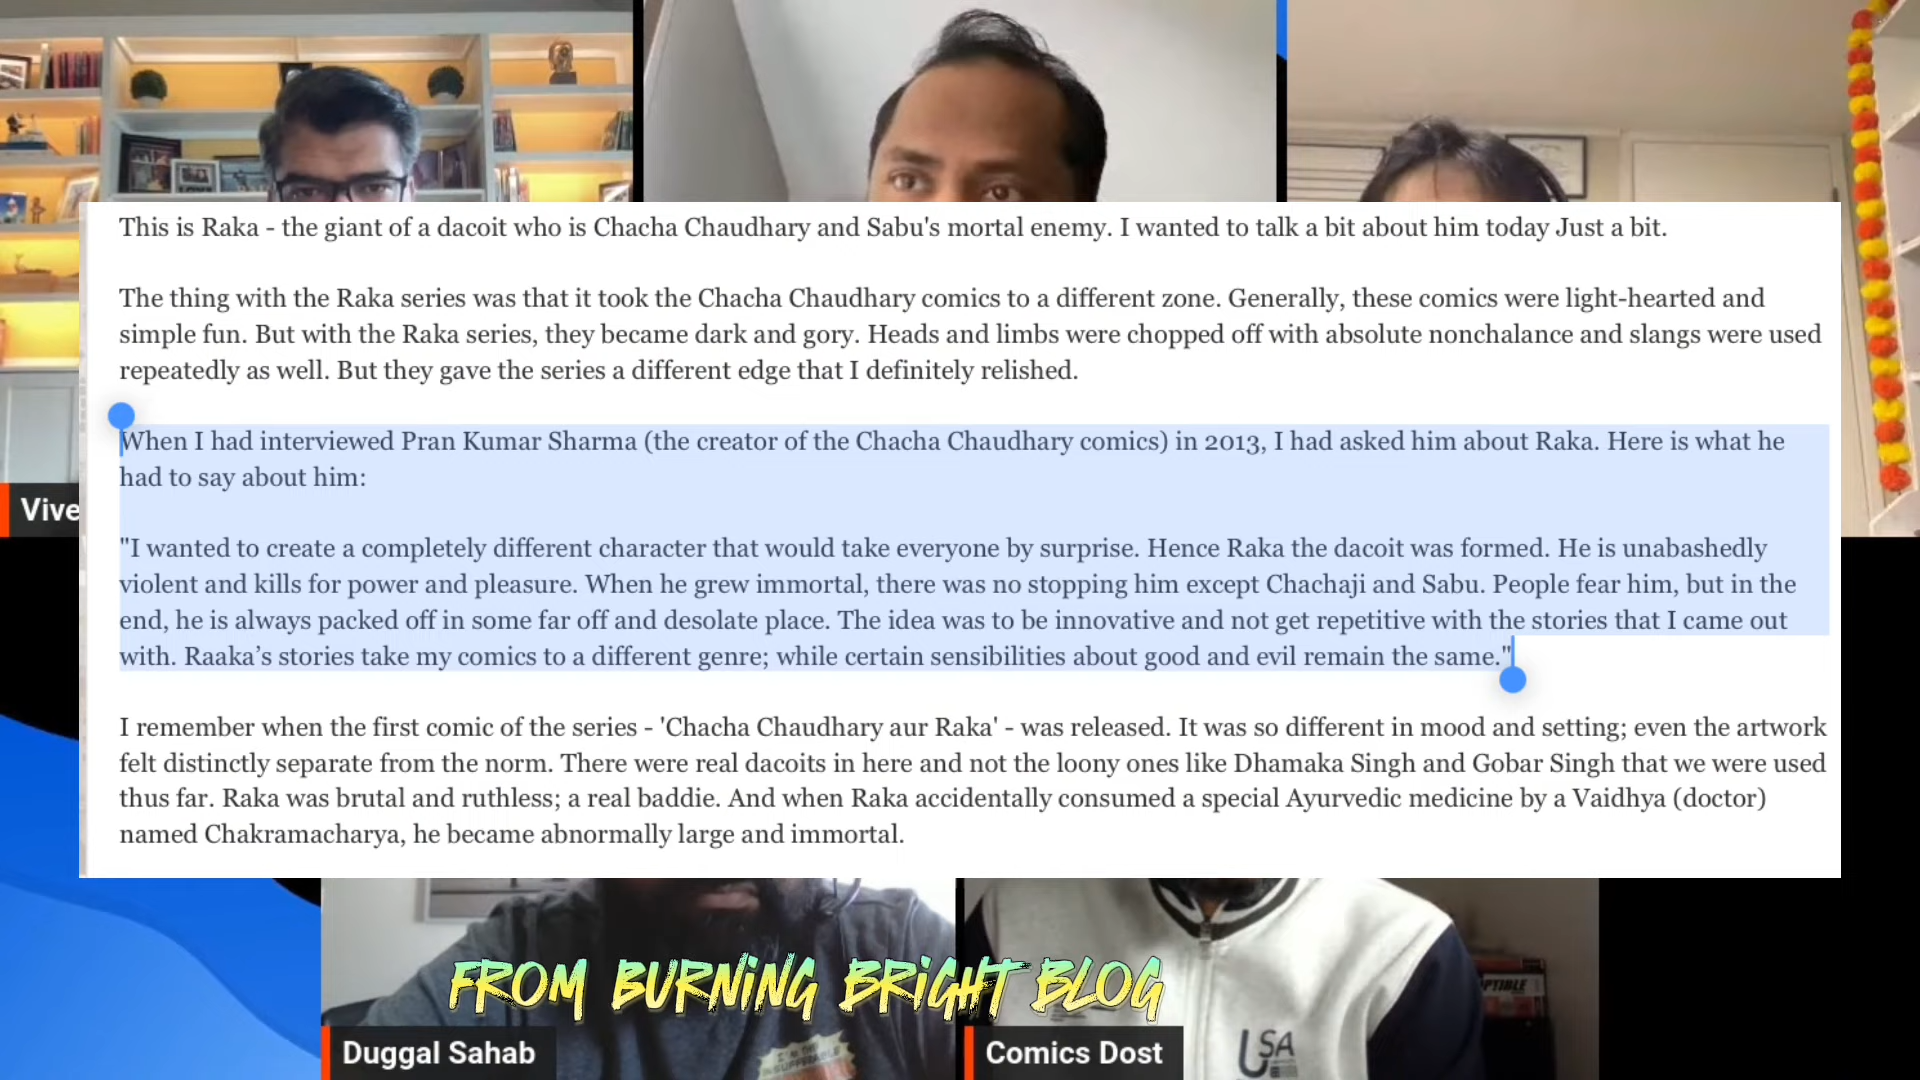 This is Raka - the giant of a dacoit who is Chacha Chaudhary and Sabu's mortal enemy. I wanted to talk a bit about him today Just a bit.
The thing with the Raka series was that it took the Chacha Chaudhary comics to a different zone. Generally, these comics were light-hearted and
simple fun. But with the Raka series, they became dark and gory. Heads and limbs were chopped off with absolute nonchalance and slangs were used
repeatedly as well. But they gave the series a different edge that I definitely relished.
When I had interviewed Pran Kumar Sharma (the creator of the Chacha Chaudhary comics) in 2013, I had asked him about Raka. Here is what he
had to say about him:
"I wanted to create a completely different character that would take everyone by surprise. Hence Raka the dacoit was formed. He is unabashedly
violent and kills for power and pleasure. When he grew immortal, there was no stopping him except Chachaji and Sabu. People fear him, but in the
end, he is always packed off in some far off and desolate place. The idea was to be innovative and not get repetitive with the stories that I came out
with. Raaka’s stories take my comics to a different genre; while certain sensibilities about good and evil remain the same."
I remember when the first comic of the series - 'Chacha Chaudhary aur Raka' - was released. It was so different in mood and setting; even the artwork
felt distinctly separate from the norm. There were real dacoits in here and not the loony ones like Dhamaka Singh and Gobar Singh that we were used
thus far. Raka was brutal and ruthless; a real baddie. And when Raka accidentally consumed a special Ayurvedic medicine by a Vaidhya (doctor)
named Chakramacharya, he became abnormally large and immortal.
Vive
FROM BURNING BRIGHT BLOG
Duggal Sahab
Comics Dost
USA